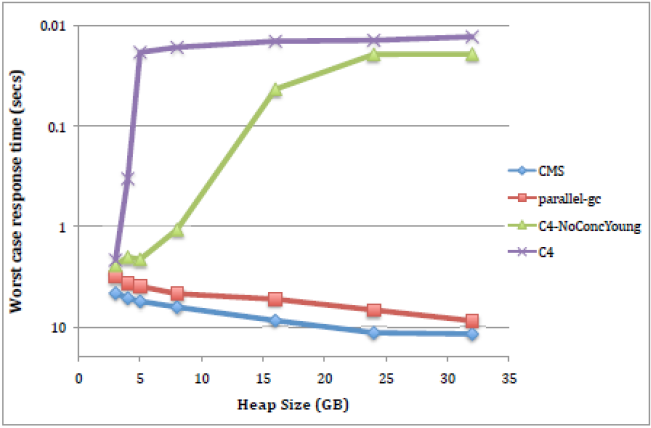 Worst case response time (secs)
0.01
0.1
1
10
0 5 10 15 20 25 30 35
Heap Size (GB)
CMS
parallel-gc
C4-NoConcYoung
C4